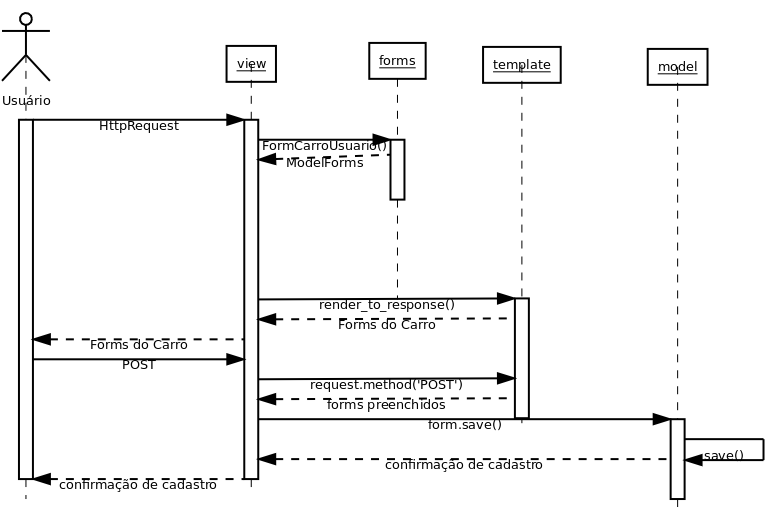 Usuário
view
forms
template
model
HttpRequest
FormCarroUsuario()
ModelForms
render_to_response()
Forms do Carro
Forms do Carro
POST
request.method('POST')
forms preenchidos
form.save()
save()
confirmação de cadastro
confirmação de cadastro